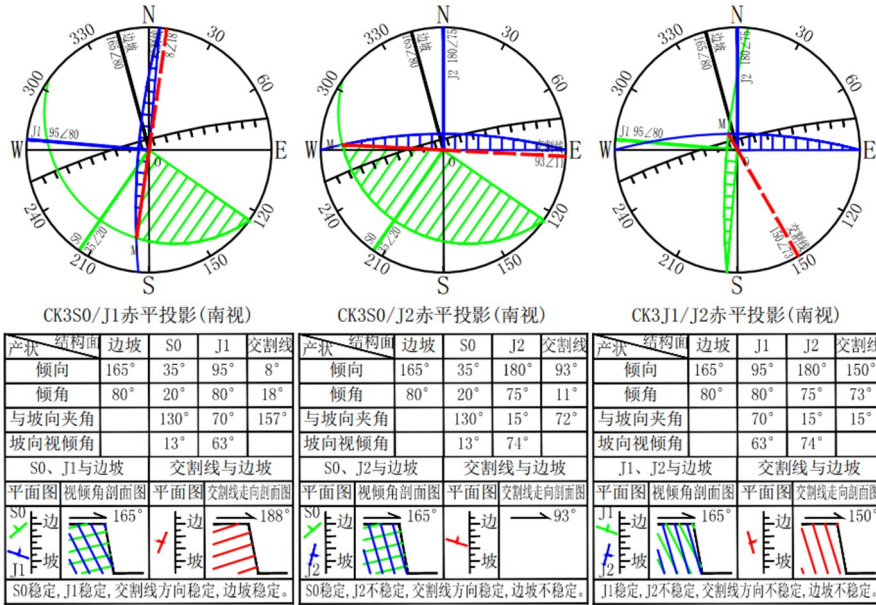 N
330
30
300
60
W
E
240
120
210
150
S
边坡
165∠80
J1 95∠80
18∠8
S0
35∠20
M
O
N
330
30
300
60
W
E
240
120
210
150
S
边坡
165∠80
J2 180∠75
交割线
93∠11
S0
35∠20
M
O
N
330
30
300
60
W
E
240
120
210
150
S
边坡
165∠80
J2 180∠75
J1 95∠80
交割线
150∠73
M
O
CK3S0/J1赤平投影(南视)
产状 结构面 边坡 S0 J1 交割线
倾向 165° 35° 95° 8°
倾角 80° 20° 80° 18°
与坡向夹角 130° 70° 157°
坡向视倾角 13° 63°
S0、J1与边坡 交割线与边坡
平面图 视倾角剖面图 平面图 交割线走向剖面图
S0 J1 边坡 165° 边坡 188°
S0稳定,J1稳定,交割线方向稳定,边坡稳定。
CK3S0/J2赤平投影(南视)
产状 结构面 边坡 S0 J2 交割线
倾向 165° 35° 180° 93°
倾角 80° 20° 75° 11°
与坡向夹角 130° 15° 72°
坡向视倾角 13° 74°
S0、J2与边坡 交割线与边坡
平面图 视倾角剖面图 平面图 交割线走向剖面图
S0 J2 边坡 165° 边坡 93°
S0稳定,J2不稳定,交割线方向稳定,边坡不稳定。
CK3J1/J2赤平投影(南视)
产状 结构面 边坡 J1 J2 交割线
倾向 165° 95° 180° 150°
倾角 80° 80° 75° 73°
与坡向夹角 70° 15° 15°
坡向视倾角 63° 74°
J1、J2与边坡 交割线与边坡
平面图 视倾角剖面图 平面图 交割线走向剖面图
J1 J2 边坡 165° 边坡 150°
J1稳定,J2不稳定,交割线方向不稳定,边坡不稳定。